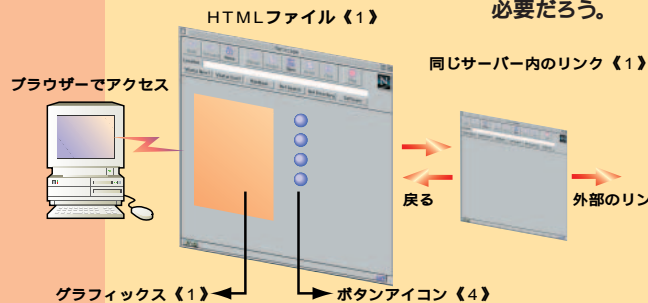 必要だろう。
HTMLファイル《1》
同じサーバー内のリンク《1》
ブラウザーでアクセス
戻る
外部のリン
グラフィックス《1》
ボタンアイコン《4》